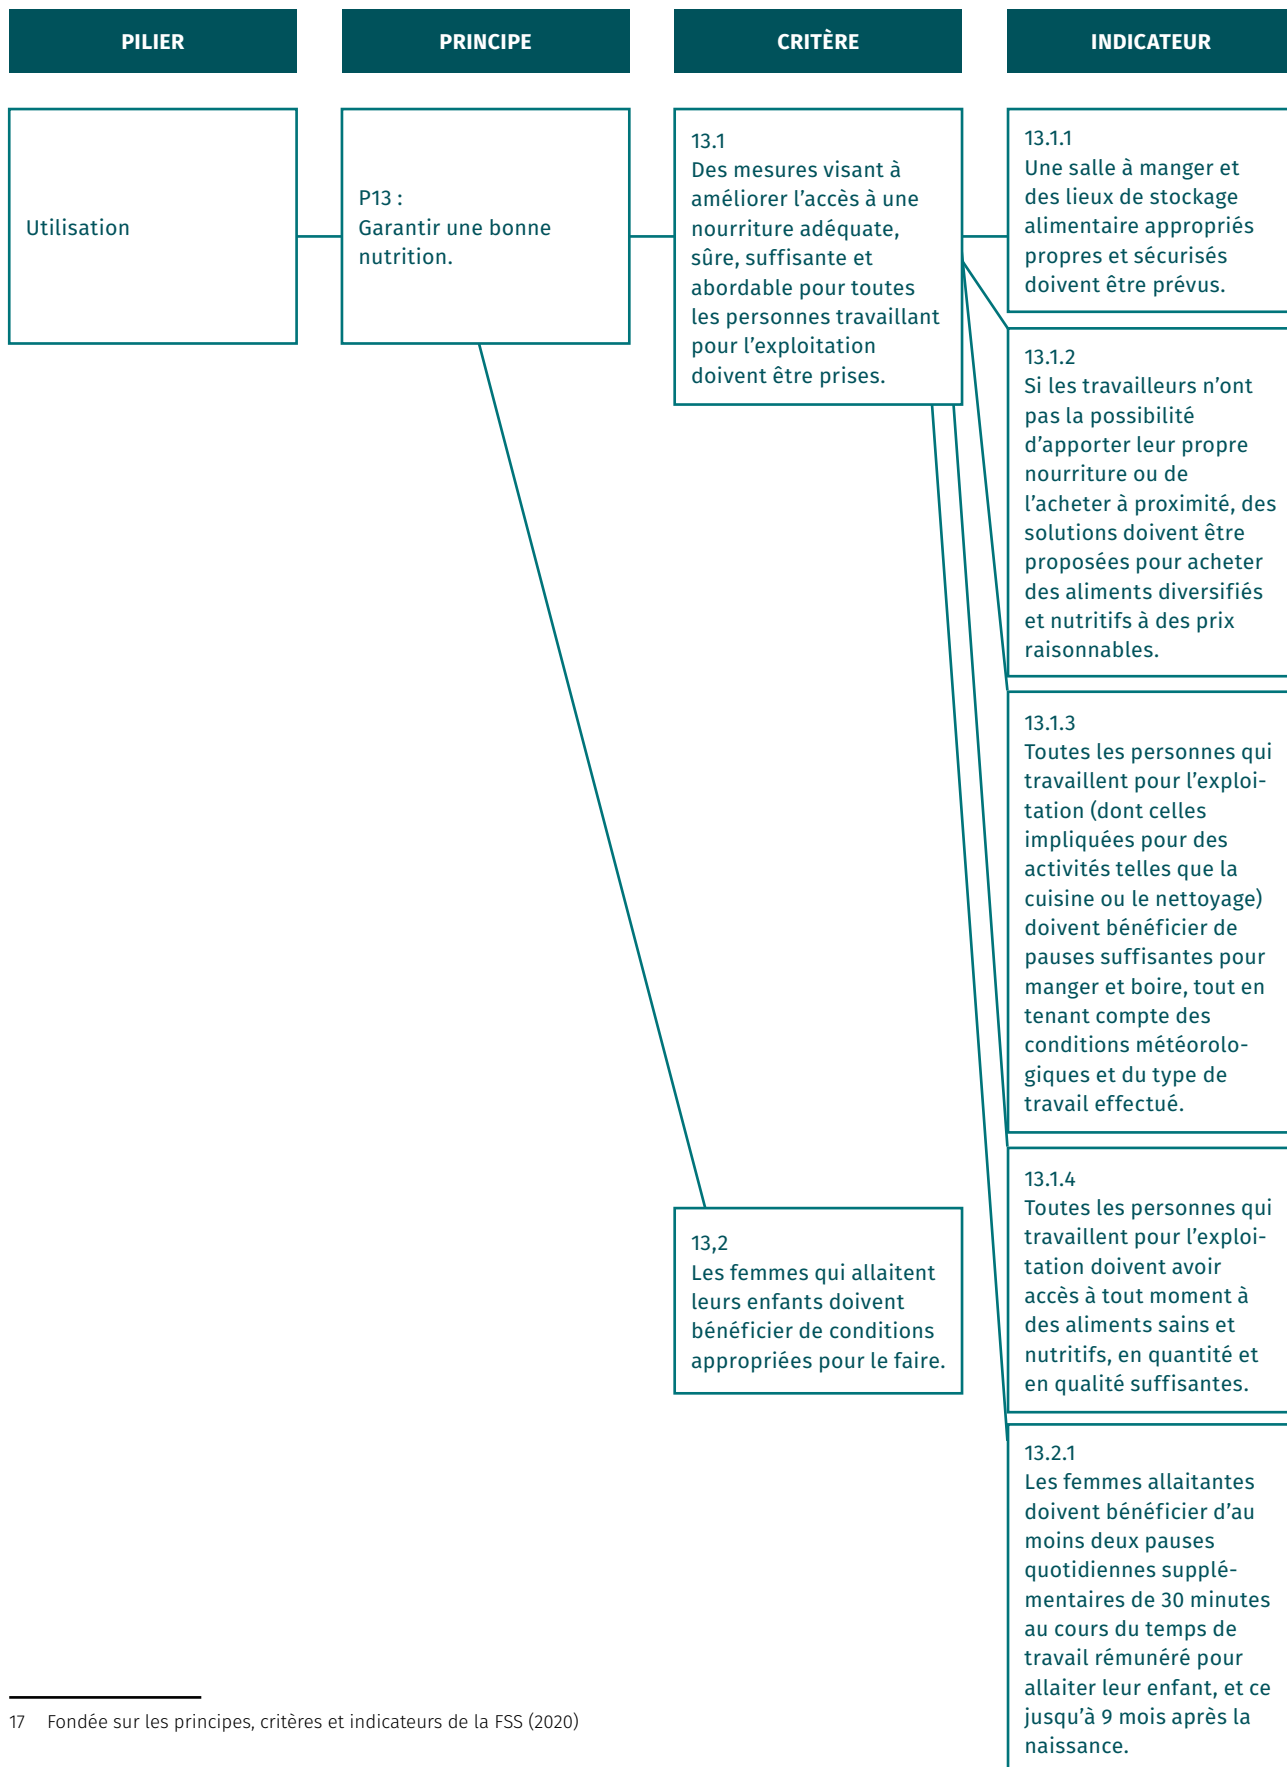 PILIER
PRINCIPE
CRITÈRE
INDICATEUR
Utilisation
P13 :
Garantir une bonne
nutrition.
13.1
Des mesures visant à
améliorer l’accès à une
nourriture adéquate,
sûre, suffisante et
abordable pour toutes
les personnes travaillant
pour l’exploitation
doivent être prises.
13.1.1
Une salle à manger et
des lieux de stockage
alimentaire appropriés
propres et sécurisés
doivent être prévus.
13.1.2
Si les travailleurs n’ont
pas la possibilité
d’apporter leur propre
nourriture ou de
l’acheter à proximité, des
solutions doivent être
proposées pour acheter
des aliments diversifiés
et nutritifs à des prix
raisonnables.
13.1.3
Toutes les personnes qui
travaillent pour l’exploi-
tation (dont celles
impliquées pour des
activités telles que la
cuisine ou le nettoyage)
doivent bénéficier de
pauses suffisantes pour
manger et boire, tout en
tenant compte des
conditions météorolo-
giques et du type de
travail effectué.
13.1.4
Toutes les personnes qui
travaillent pour l’exploi-
tation doivent avoir
accès à tout moment à
des aliments sains et
nutritifs, en quantité et
en qualité suffisantes.
13,2
Les femmes qui allaitent
leurs enfants doivent
bénéficier de conditions
appropriées pour le faire.
13.2.1
Les femmes allaitantes
doivent bénéficier d’au
moins deux pauses
quotidiennes supplé-
mentaires de 30 minutes
au cours du temps de
travail rémunéré pour
allaiter leur enfant, et ce
jusqu’à 9 mois après la
naissance.
17 Fondée sur les principes, critères et indicateurs de la FSS (2020)